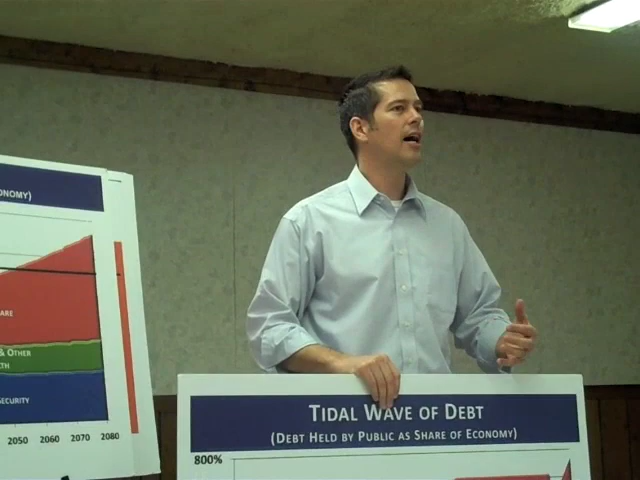 ONOMY)
ARE
& OTHER
TH
SECURITY
2050 2060 2070 2080
TIDAL WAVE OF DEBT
(DEBT HELD BY PUBLIC AS SHARE OF ECONOMY)
800%